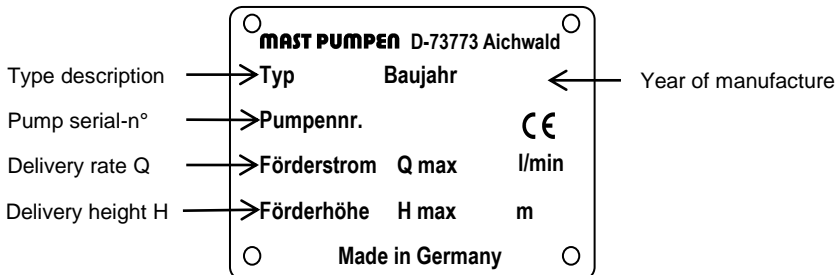 MAST PUMPEN D-73773 Aichwald
Type description Typ Baujahr Year of manufacture
Pump serial-n° Pumpennr. CE
Delivery rate Q Förderstrom Q max l/min
Delivery height H Förderhöhe H max m
Made in Germany